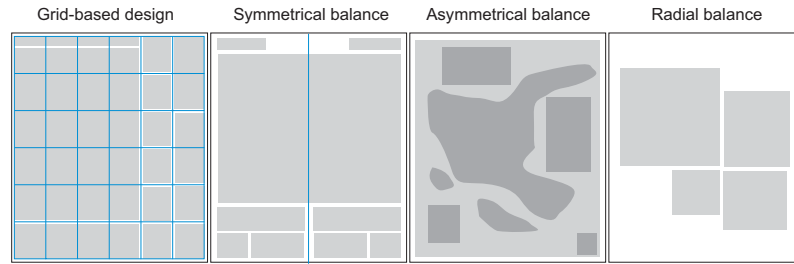 Grid-based design
Symmetrical balance
Asymmetrical balance
Radial balance